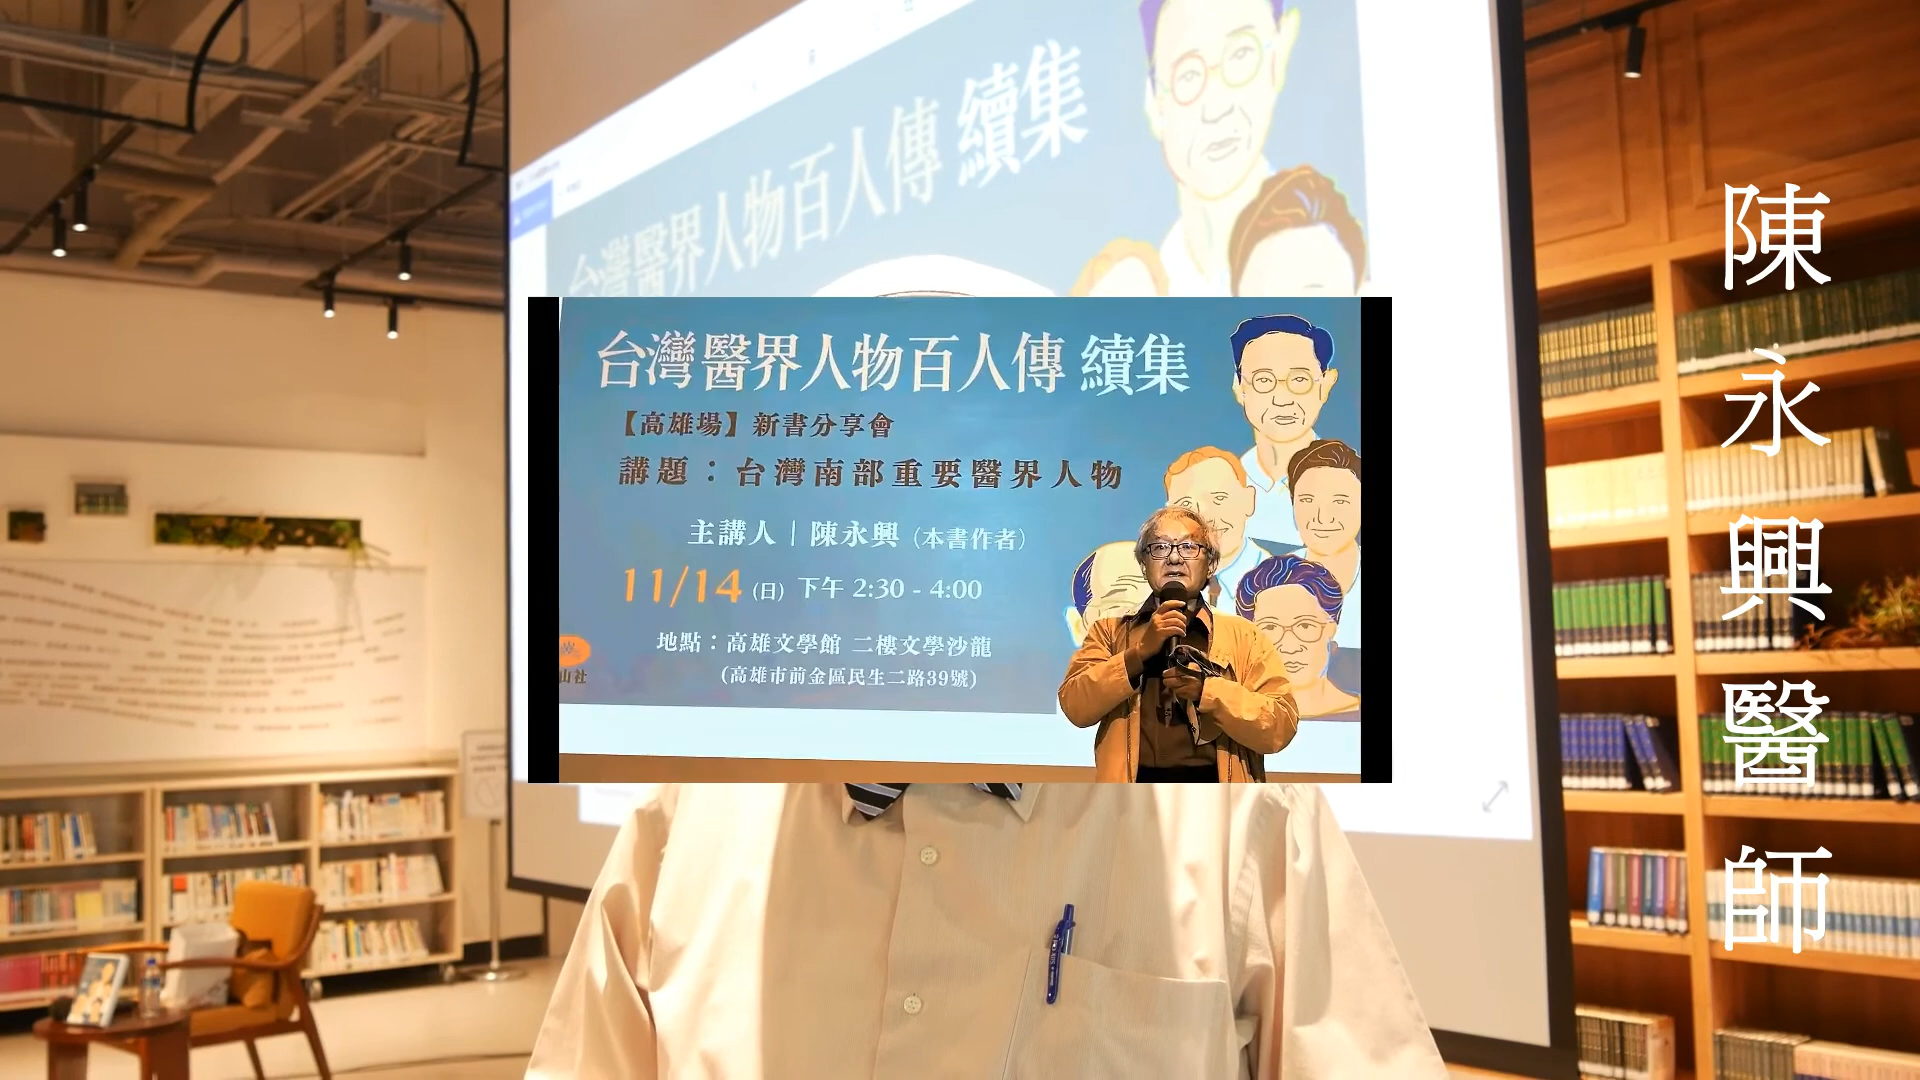 台灣醫界人物百人傳 續集
台灣醫界人物百人傳 續集
【高雄場】新書分享會
講題：台灣南部重要醫界人物
主講人｜陳永興（本書作者）
11/14 (日) 下午 2:30 - 4:00
地點：高雄文學館 二樓文學沙龍
(高雄市前金區民生二路39號)
山社
陳永興醫師